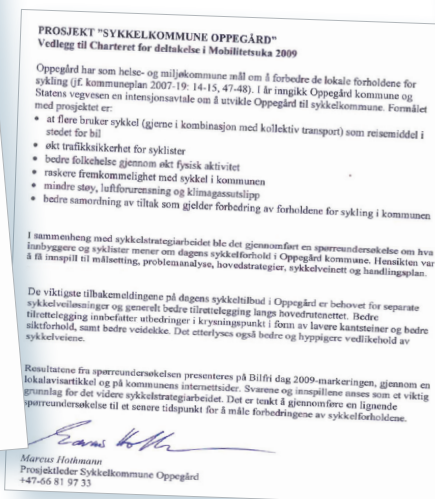 PROSJEKT "SYKKELKOMMUNE OPPEGÅRD"
Vedlegg til Charteret for deltakelse i Mobilitetsuka 2009
Oppegård har som helse- og miljøkommune mål om å forbedre de lokale forholdene for
sykling (jf. kommuneplan 2007-19: 14-15, 47-48). I år inngikk Oppegård kommune og
Statens vegvesen en intensjonsavtale om å utvikle Oppegård til sykkelkommune. Formålet
med prosjektet er:
• at flere bruker sykkel (gjerne i kombinasjon med kollektiv transport) som reisemiddel i
stedet for bil
• økt trafikksikkerhet for syklister
• bedre folkehelse gjennom økt fysisk aktivitet
• raskere fremkommelighet med sykkel i kommunen
• mindre støy, luftforurensning og klimagassutslipp
• bedre samordning av tiltak som gjelder forbedring av forholdene for sykling i kommunen
I sammenheng med sykkelstrategiarbeidet ble det gjennomført en spørreundersøkelse om hva
innbyggere og syklister mener om dagens sykkelforhold i Oppegård kommune. Hensikten var
å få innspill til målsetting, problemanalyse, hovedstrategier, sykkelveinett og handlingsplan.
De viktigste tilbakemeldingene på dagens sykkeltilbud i Oppegård er behovet for separate
sykkelveiløsninger og generelt bedre tilrettelegging langs hovedrutenettet. Bedre
tilrettelegging innbefatter utbedringer i krysningspunkt i form av lavere kantsteiner og bedre
siktforhold, samt bedre veidekke. Det etterlyses også bedre og hyppigere vedlikehold av
sykkelveiene.
Resultatene fra spørreundersøkelsen presenteres på Bilfri dag 2009-markeringen, gjennom en
lokalavisartikkel og på kommunens internettsider. Svarene og innspillene nøses som et viktig
grunnlag for det videre sykkelstrategiarbeidet. Det er tenkt å gjennomføre en lignende
spørreundersøkelse til et senere tidspunkt for å måle forbedringene av sykkelforholdene.
Marcus Hothmann
Prosjektleder Sykkelkommune Oppegård
+47-66 81 97 33